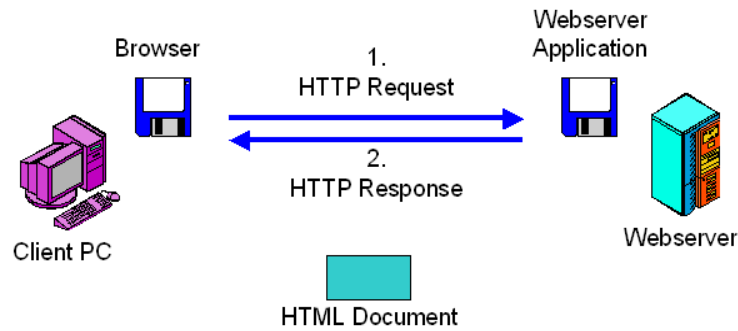 Browser
Webserver
Application
1.
HTTP Request
2.
HTTP Response
Client PC
Webserver
HTML Document